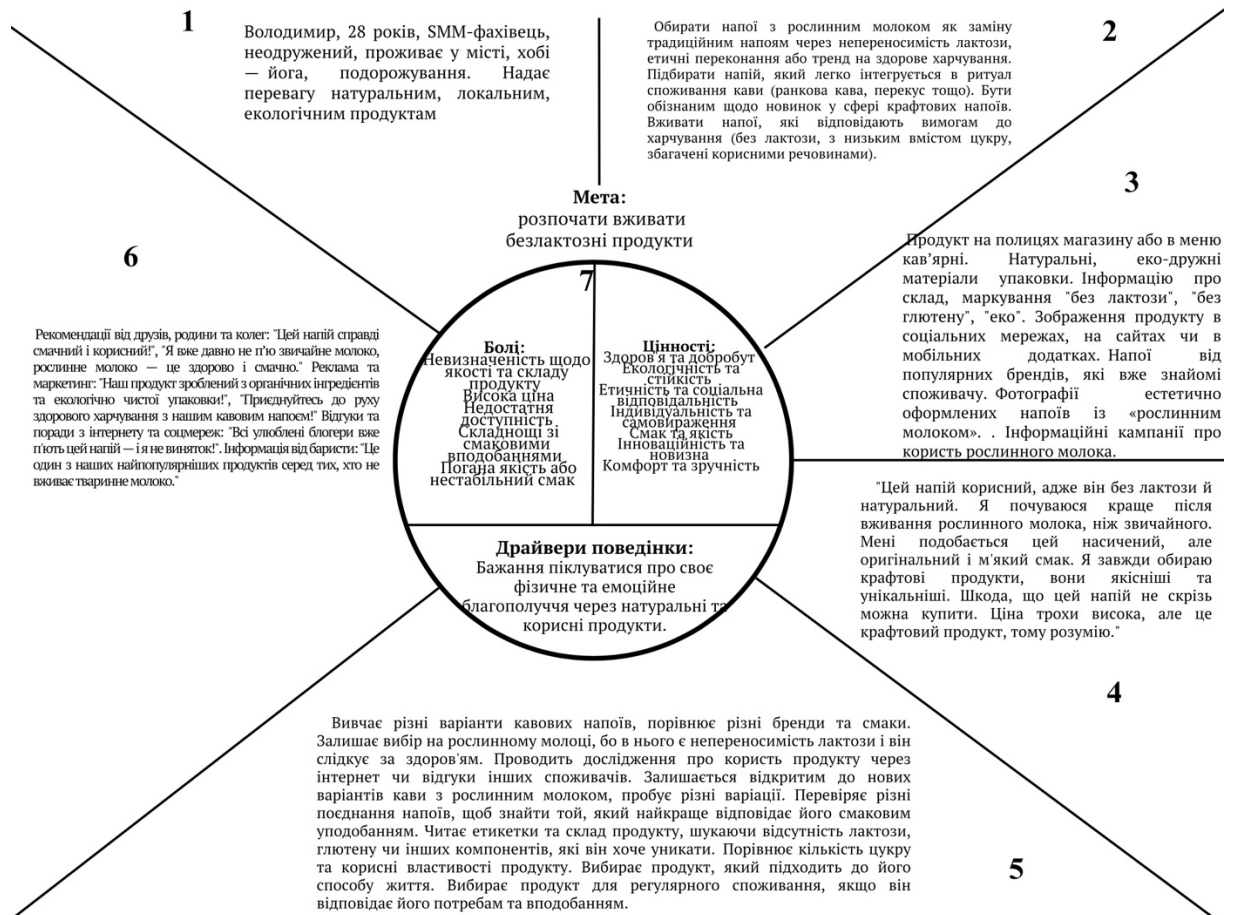 1
Володимир, 28 років, SMM-фахівець,
неодружений, проживає у місті, хобі
— йога, подорожування. Надає
перевагу натуральним, локальним,
екологічним продуктам
2
Обирати напої з рослинним молоком як заміну
традиційним напоям через непереносимість лактози,
етичні переконання або тренд на здорове харчування.
Підбирати напій, який легко інтегрується в ритуал
споживання кави (ранкова кава, перекус тощо). Бути
обізнаним щодо новинок у сфері крафтових напоїв.
Вживати напої, які відповідають вимогам до
харчування (без лактози, з низьким вмістом цукру,
збагачені корисними речовинами).
Мета:
розпочати вживати
безлактозні продукти
3
Продукт на полицях магазину або в меню
кав’ярні. Натуральні, еко-дружні
матеріали упаковки. Інформацію про
склад, маркування "без лактози", "без
глютену", "еко". Зображення продукту в
соціальних мережах, на сайтах чи в
мобільних додатках. Напої від
популярних брендів, які вже знайомі
споживачу. Фотографії естетично
оформлених напоїв із «рослинним
молоком». . Інформаційні кампанії про
користь рослинного молока.
"Цей напій корисний, адже він без лактози й
натуральний. Я почуваюся краще після
вживання рослинного молока, ніж звичайного.
Мені подобається цей насичений, але
оригінальний і м'який смак. Я завжди обираю
крафтові продукти, вони якісніші та
унікальніші. Шкода, що цей напій не скрізь
можна купити. Ціна трохи висока, але це
крафтовий продукт, тому розумію."
4
Вивчає різні варіанти кавових напоїв, порівнює різні бренди та смаки.
Залишає вибір на рослинному молоці, бо в нього є непереносимість лактози і він
слідкує за здоров'ям. Проводить дослідження про користь продукту через
інтернет чи відгуки інших споживачів. Залишається відкритим до нових
варіантів кави з рослинним молоком, пробує різні варіації. Перевіряє різні
поєднання напоїв, щоб знайти той, який найкраще відповідає його смаковим
уподобанням. Читає етикетки та склад продукту, шукаючи відсутність лактози,
глютену чи інших компонентів, які він хоче уникати. Порівнює кількість цукру
та корисні властивості продукту. Вибирає продукт, який підходить до його
способу життя. Вибирає продукт для регулярного споживання, якщо він
відповідає його потребам та вподобанням.
5
6
Рекомендації від друзів, родини та колег: "Цей напій справді
смачний і корисний!", "Я вже давно не п'ю звичайне молоко,
рослинне молоко — це здорово і смачно." Реклама та
маркетинг: "Наш продукт зроблений з органічних інгредієнтів
та екологічно чистої упаковки!", "Приєднуйтесь до руху
здорового харчування з нашим кавовим напоєм!" Відгуки та
поради з інтернету та соцмереж: "Всі улюблені блогери вже
п'ють цей напій — і я не виняток!". Інформація від баристи: "Це
один з наших найпопулярніших продуктів серед тих, хто не
вживає тваринне молоко."
7
Болі:
Невизначеність щодо
якості та складу
продукту
Висока ціна
Недостатня
доступність
Складнощі зі
смаковими
вподобаннями
Погана якість або
нестабільний смак
Цінності:
Здоров'я та добробут
Екологічність та
стійкість
Етичність та соціальна
відповідальність
Індивідуальність та
самовираження
Смак та якість
Інноваційність та
новизна
Комфорт та зручність
Драйвери поведінки:
Бажання піклуватися про своє
фізичне та емоційне
благополуччя через натуральні та
корисні продукти.